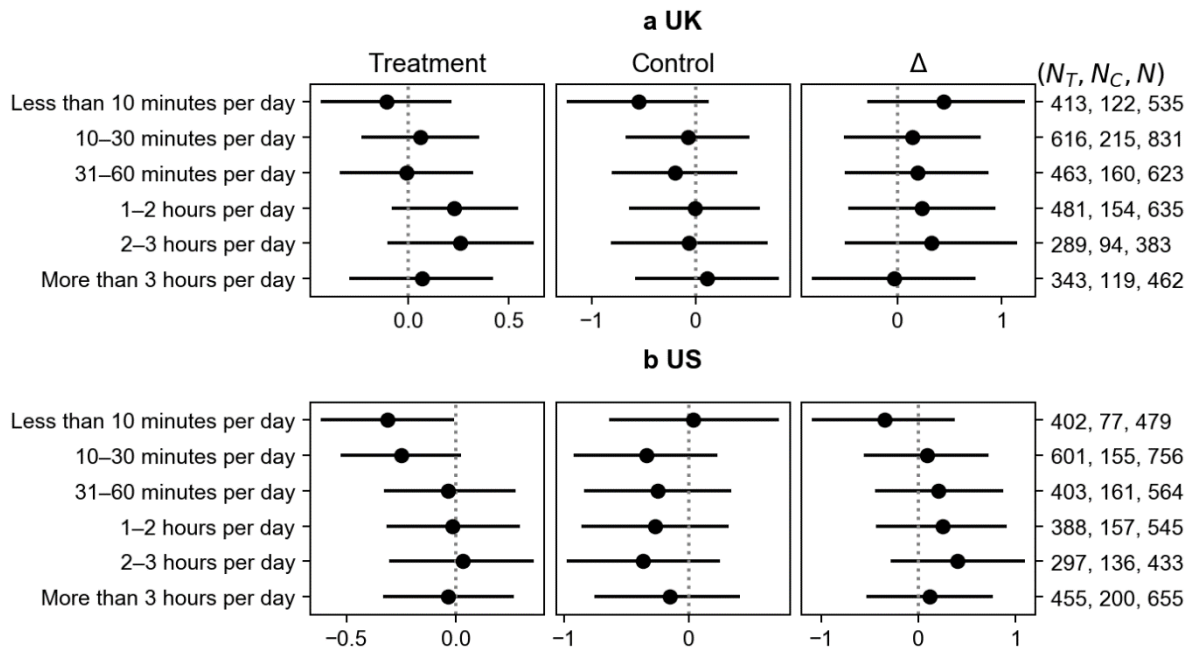 a UK
Treatment Control Δ (N_T, N_C, N)
Less than 10 minutes per day 413, 122, 535
10–30 minutes per day 616, 215, 831
31–60 minutes per day 463, 160, 623
1–2 hours per day 481, 154, 635
2–3 hours per day 289, 94, 383
More than 3 hours per day 343, 119, 462
0.0 0.5 −1 0 0 1
b US
Less than 10 minutes per day 402, 77, 479
10–30 minutes per day 601, 155, 756
31–60 minutes per day 403, 161, 564
1–2 hours per day 388, 157, 545
2–3 hours per day 297, 136, 433
More than 3 hours per day 455, 200, 655
−0.5 0.0 −1 0 −1 0 1